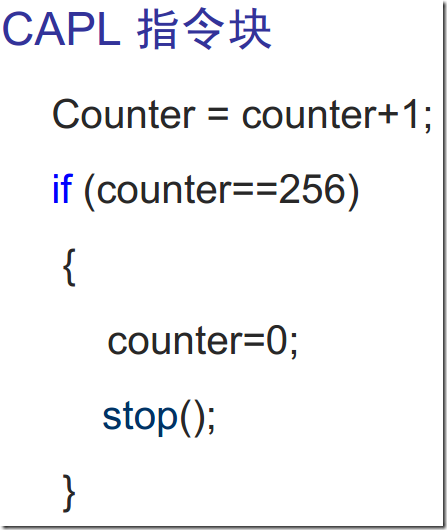 CAPL 指令块
Counter = counter+1;
if (counter==256)
{
counter=0;
stop();
}